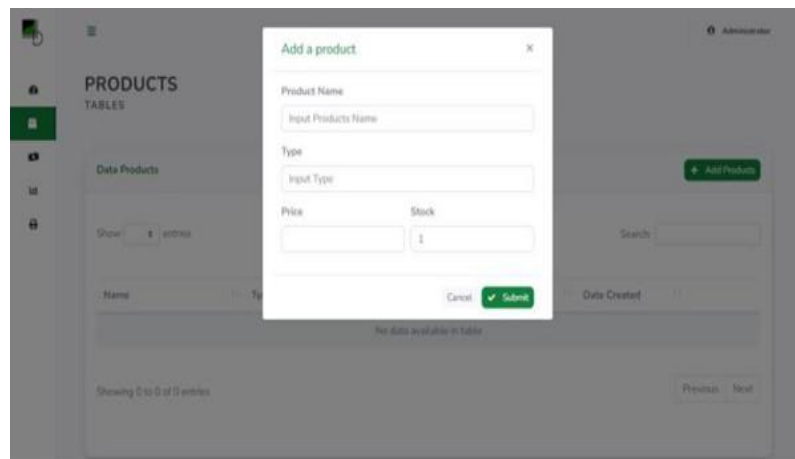 Administrator
Add a product
×
PRODUCTS
TABLES
Product Name
Input Products Name
Type
Input Type
Data Products
+ Add Products
Price Stock
1
Show entries
Search:
Name Ty Date Created
Cancel ✔ Submit
No data available in table
Showing 0 to 0 of 0 entries
Previous Next